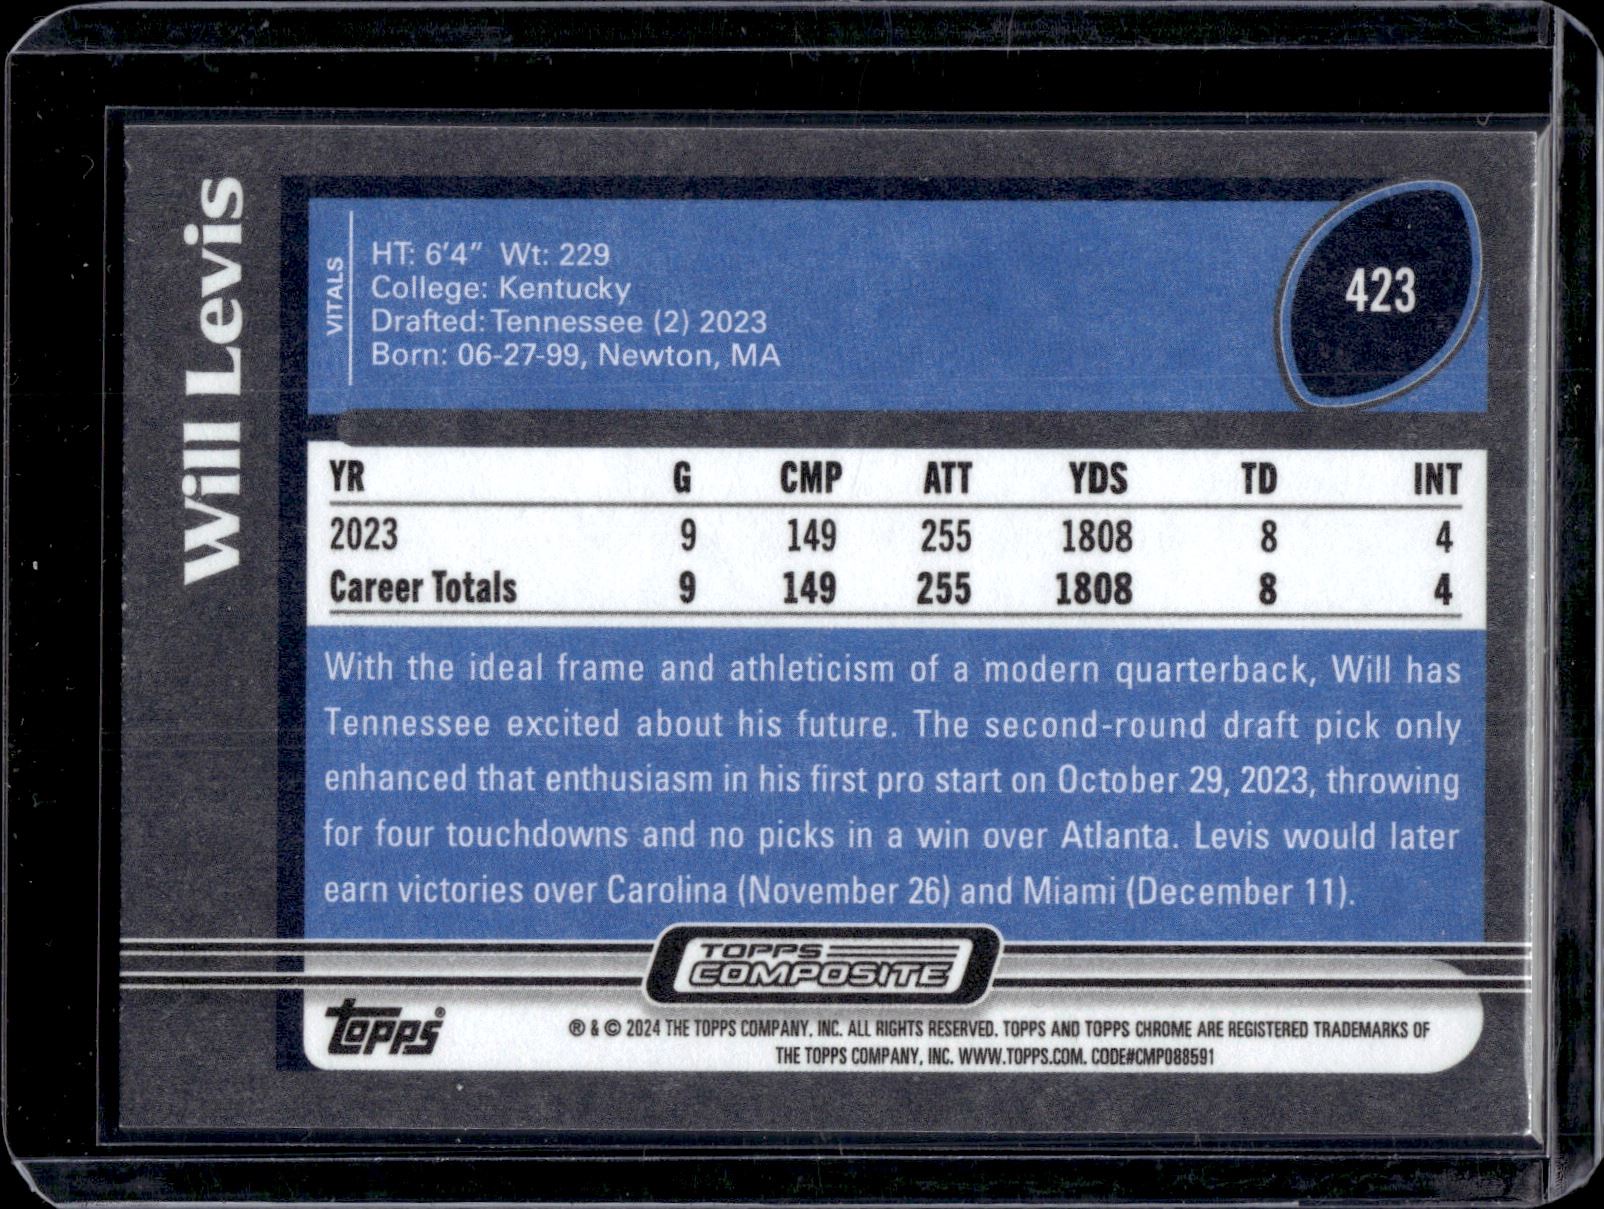 Will Levis
VITALS
HT: 6'4" Wt: 229
College: Kentucky
Drafted: Tennessee (2) 2023
Born: 06-27-99, Newton, MA
423
YR G CMP ATT YDS TD INT
2023 9 149 255 1808 8 4
Career Totals 9 149 255 1808 8 4
With the ideal frame and athleticism of a modern quarterback, Will has
Tennessee excited about his future. The second-round draft pick only
enhanced that enthusiasm in his first pro start on October 29, 2023, throwing
for four touchdowns and no picks in a win over Atlanta. Levis would later
earn victories over Carolina (November 26) and Miami (December 11).
TOPPS
COMPOSITE
topps®
® & © 2024 THE TOPPS COMPANY, INC. ALL RIGHTS RESERVED. TOPPS AND TOPPS CHROME ARE REGISTERED TRADEMARKS OF
THE TOPPS COMPANY, INC. WWW.TOPPS.COM. CODE#CMP088591